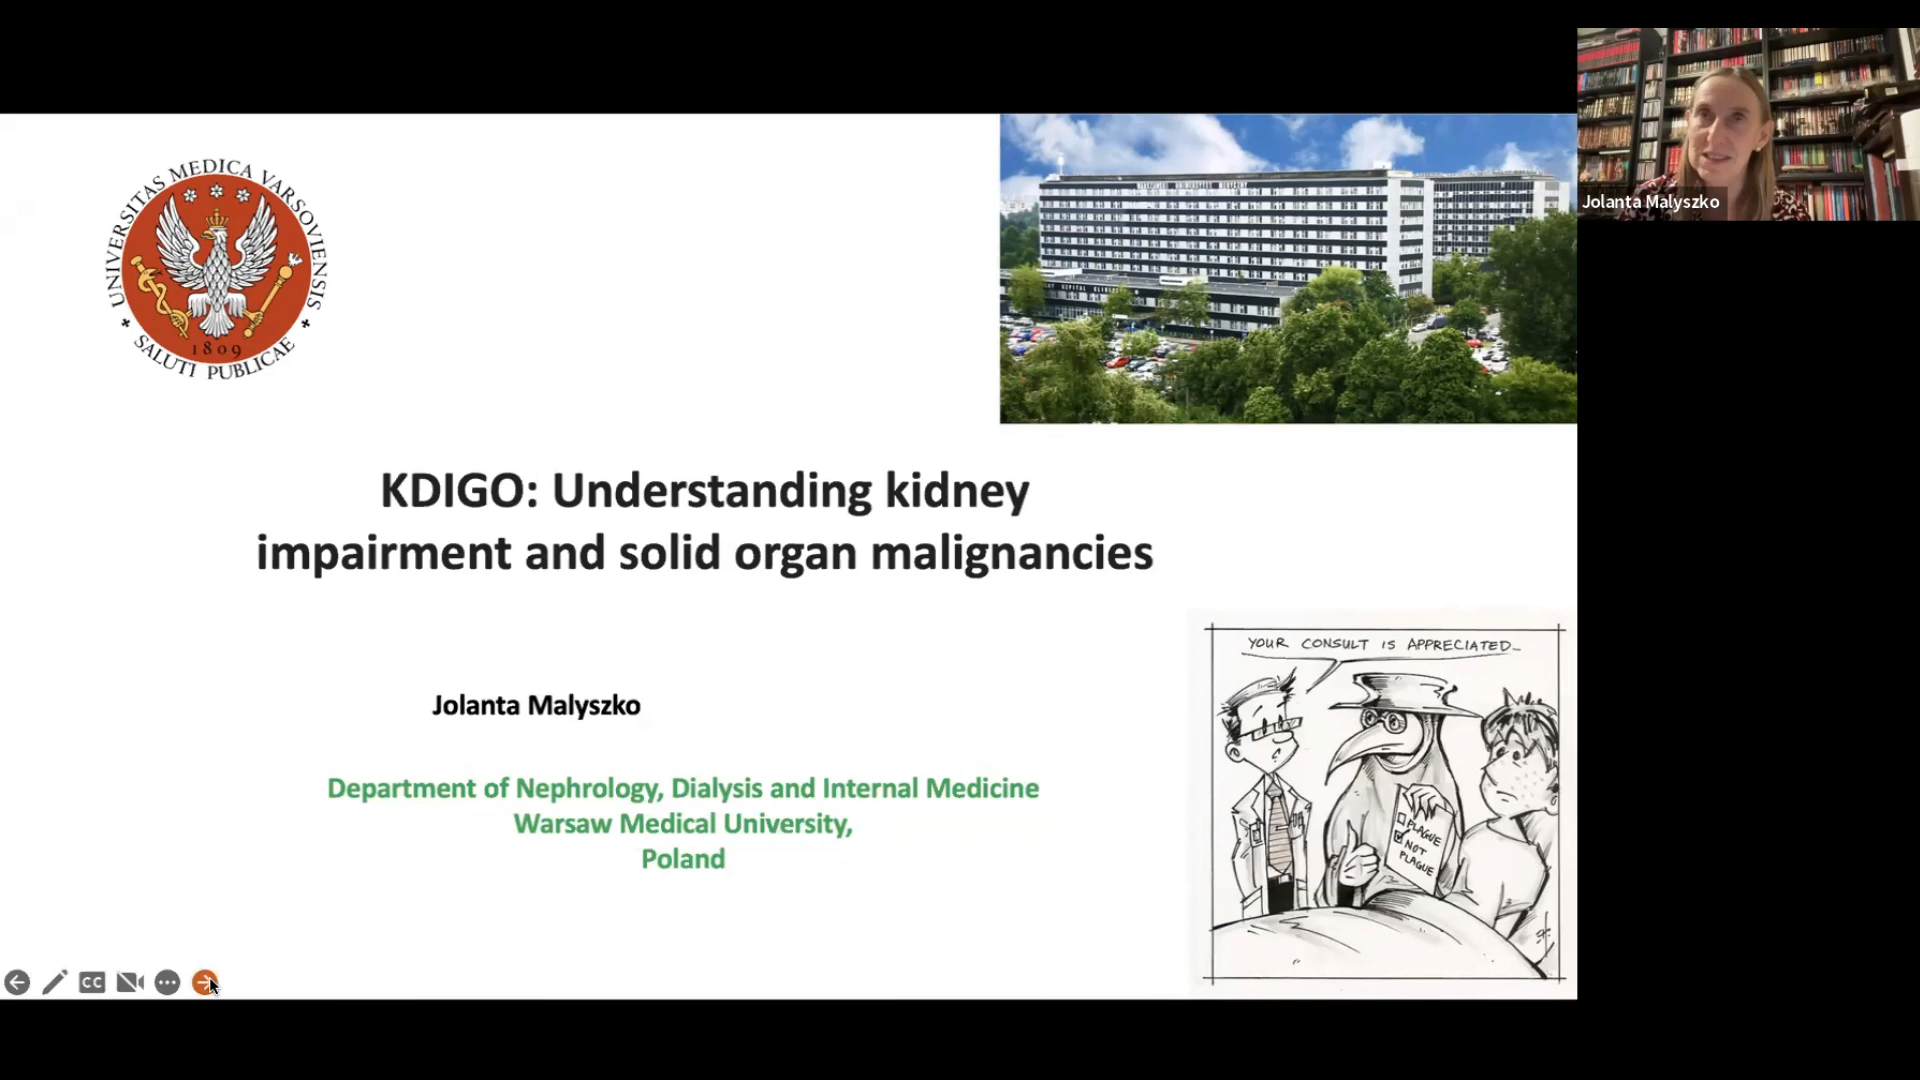 UNIVERSITAS MEDICA VARSOVIENSIS
1809
SALUTI PUBLICAE
Jolanta Malyszko
KDIGO: Understanding kidney
impairment and solid organ malignancies
Jolanta Malyszko
Department of Nephrology, Dialysis and Internal Medicine
Warsaw Medical University,
Poland
YOUR CONSULT IS APPRECIATED...
PLAGUE
NOT
PLAGUE
CC